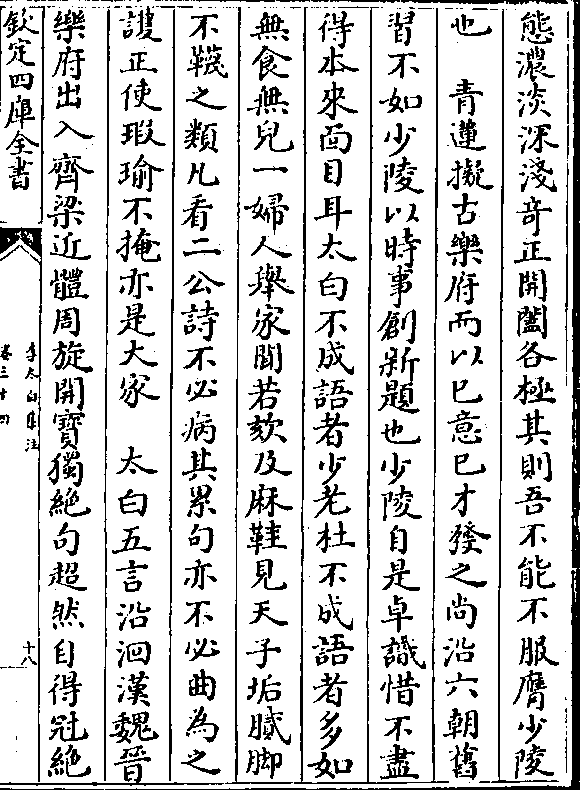 態濃淡深淺奇正開闔各極其則吾不能不服膺少陵
也　青蓮擬古樂府而以已意已才發之尚沿六朝舊
習不如少陵以時事創新題也少陵自是卓識惜不盡
得本來面目耳太白不成語者少老杜不成語者多如
無食無兒一婦人舉家聞若欬及麻鞋見天子垢膩脚
不韈之類凡看二公詩不必病其累句亦不必曲為之
護正使瑕瑜不掩亦是大家　太白五言沿洄漢魏晉
樂府出入齊梁近體周旋開寶獨絶句超然自得冠絶
欽定四庫全書
李太白集注
卷三十四
十八